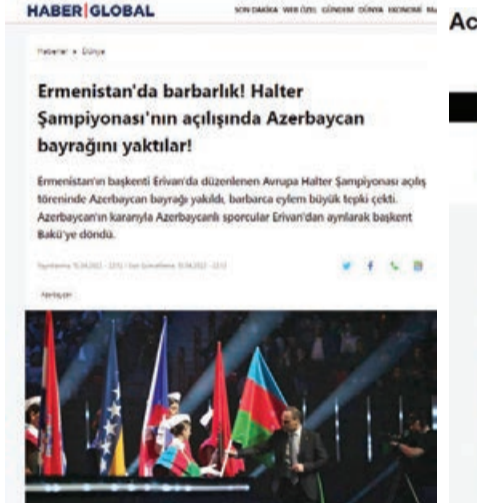 HABER|GLOBAL
SON DAKİKA WEB ÖZEL GÜNDEM DÜNYA EKONOMİ
Ac
Haberler » Dünya
Ermenistan'da barbarlık! Halter
Şampiyonası'nın açılışında Azerbaycan
bayrağını yaktılar!
Ermenistan'ın başkenti Erivan'da düzenlenen Avrupa Halter Şampiyonası açılış
töreninde Azerbaycan bayrağı yakıldı, barbarca eylem büyük tepki çekti.
Azerbaycan'ın kararıyla Azerbaycanlı sporcular Erivan'dan ayrılarak başkent
Bakü'ye döndü.